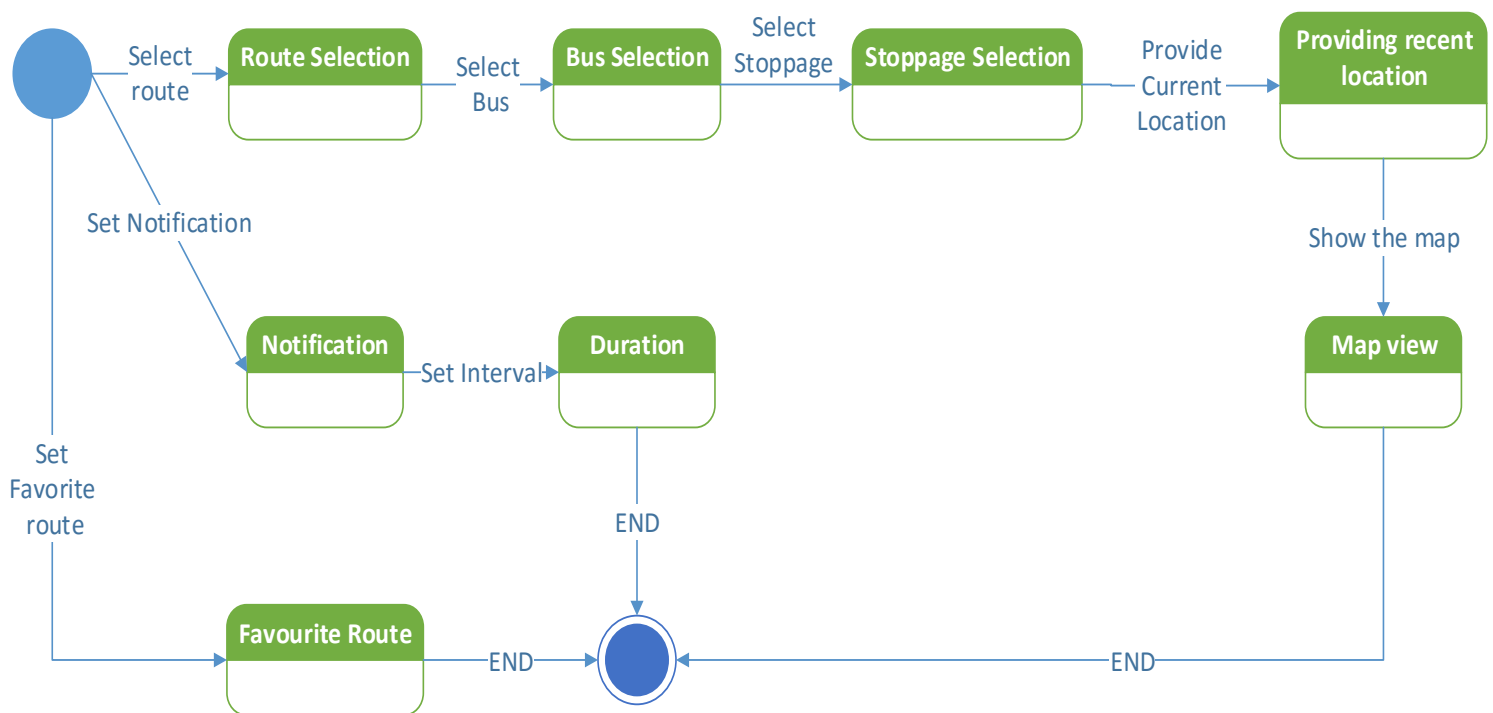 Select
route
Route Selection
Select
Bus
Bus Selection
Select
Stoppage
Stoppage Selection
Provide
Current
Location
Providing recent
location
Set Notification
Show the map
Notification
Set Interval
Duration
Map view
Set
Favorite
route
END
Favourite Route
END
END